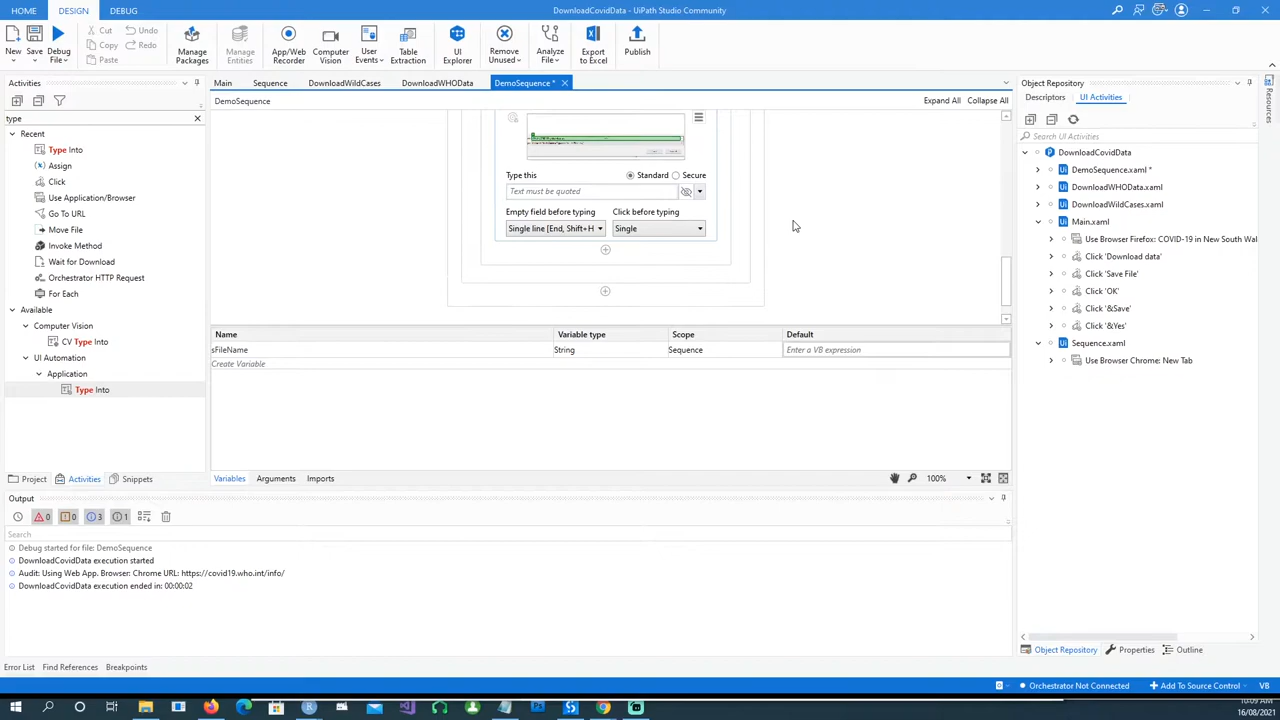 HOME
DESIGN
DEBUG
DownloadCovidData - UiPath Studio Community
New
Save
Debug File
Cut
Copy
Paste
Undo
Redo
Manage Packages
Manage Entities
App/Web Recorder
Computer Vision
User Events
Table Extraction
UI Explorer
Remove Unused
Analyze File
Export to Excel
Publish
Activities
Main
Sequence
DownloadWildCases
DownloadWHOData
DemoSequence *
Object Repository
Resources
Descriptors
UI Activities
DemoSequence
Expand All
Collapse All
type
Search UI Activities
Recent
Type Into
Assign
Click
Use Application/Browser
Go To URL
Move File
Invoke Method
Wait for Download
Orchestrator HTTP Request
For Each
Available
Computer Vision
CV Type Into
UI Automation
Application
Type Into
Type this
Standard
Secure
Text must be quoted
Empty field before typing
Click before typing
Single line [End, Shift+H
Single
DownloadCovidData
DemoSequence.xaml *
DownloadWHOData.xaml
DownloadWildCases.xaml
Main.xaml
Use Browser Firefox: COVID-19 in New South Wal
Click 'Download data'
Click 'Save File'
Click 'OK'
Click '&Save'
Click '&Yes'
Sequence.xaml
Use Browser Chrome: New Tab
Name
Variable type
Scope
Default
sFileName
String
Sequence
Enter a VB expression
Create Variable
Project
Activities
Snippets
Variables
Arguments
Imports
100%
Output
0
0
3
1
Search
Debug started for file: DemoSequence
DownloadCovidData execution started
Audit: Using Web App. Browser: Chrome URL: https://covid19.who.int/info/
DownloadCovidData execution ended in: 00:00:02
Object Repository
Properties
Outline
Error List
Find References
Breakpoints
Orchestrator Not Connected
Add To Source Control
VB
10:09 AM
16/08/2021